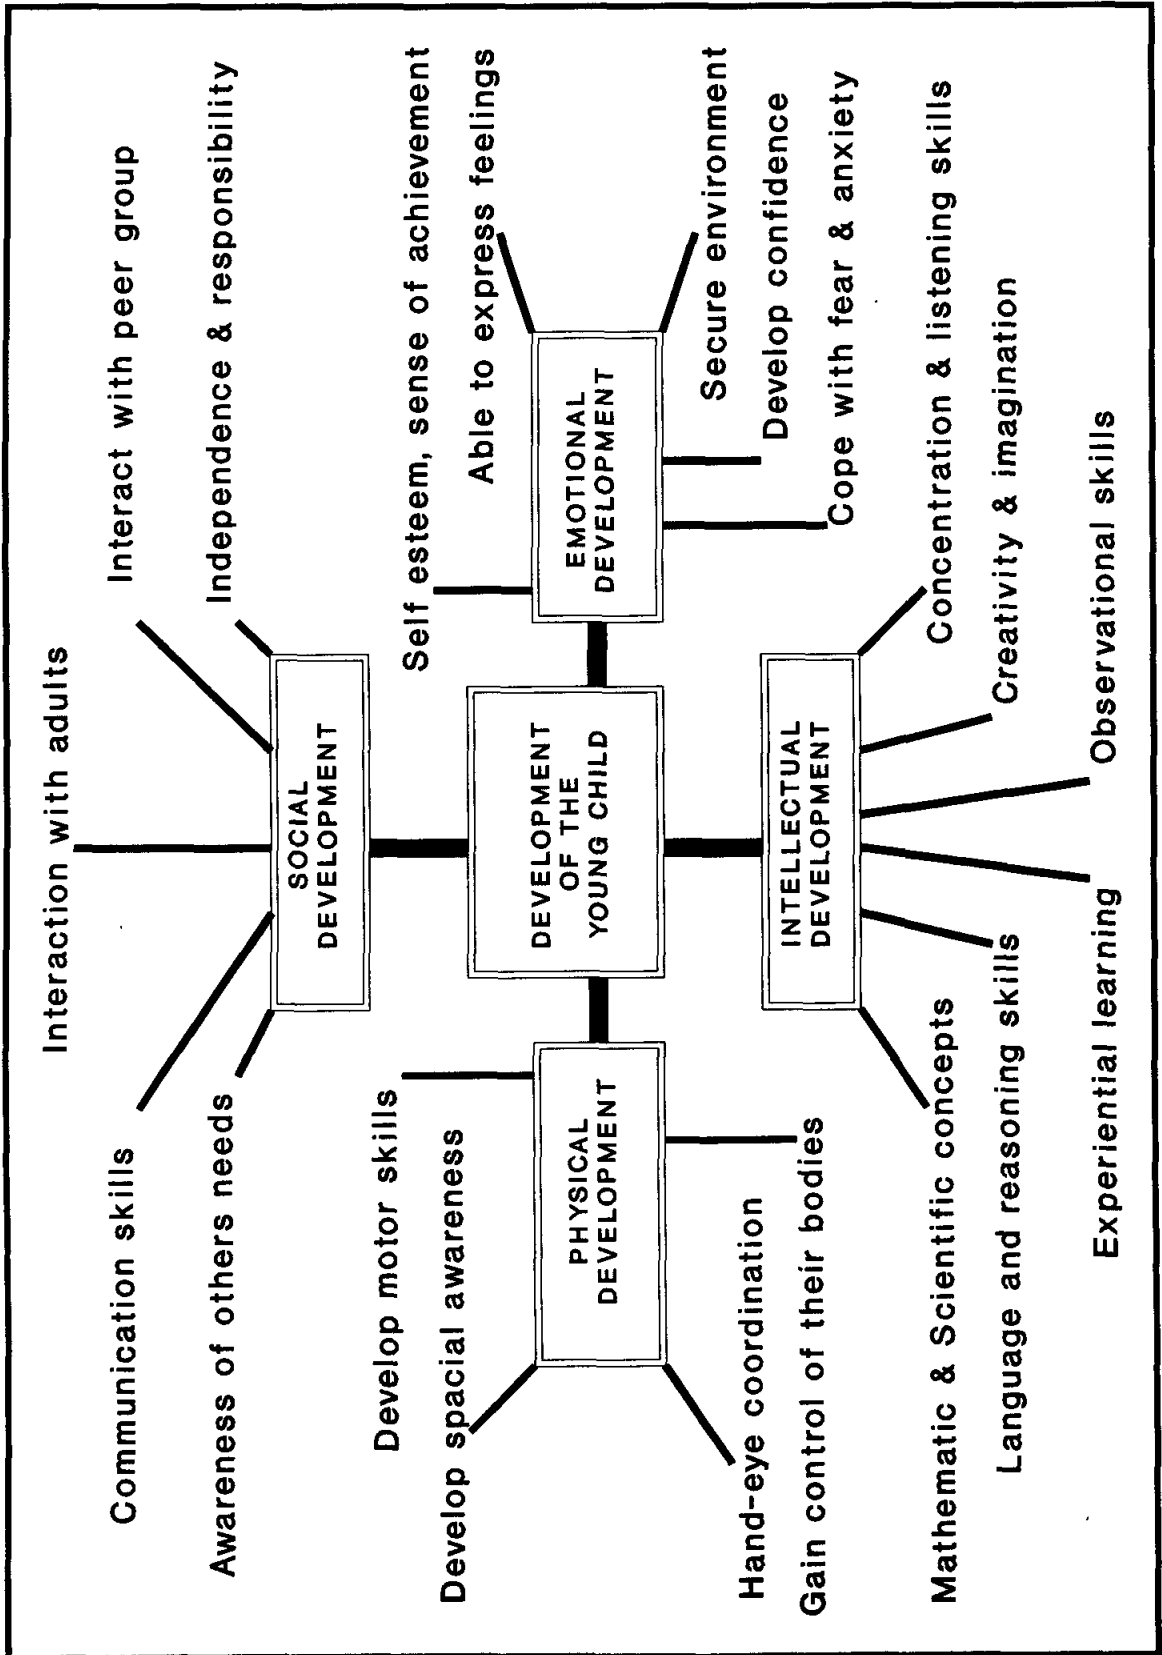 Interaction with adults
Communication skills
Interact with peer group
Awareness of others needs
Independence & responsibility
SOCIAL
DEVELOPMENT
Develop motor skills
Self esteem, sense of achievement
Develop spacial awareness
Able to express feelings
PHYSICAL
DEVELOPMENT
DEVELOPMENT
OF THE
YOUNG CHILD
EMOTIONAL
DEVELOPMENT
Hand-eye coordination
Secure environment
Gain control of their bodies
Develop confidence
Cope with fear & anxiety
INTELLECTUAL
DEVELOPMENT
Mathematic & Scientific concepts
Concentration & listening skills
Language and reasoning skills
Creativity & imagination
Experiential learning
Observational skills